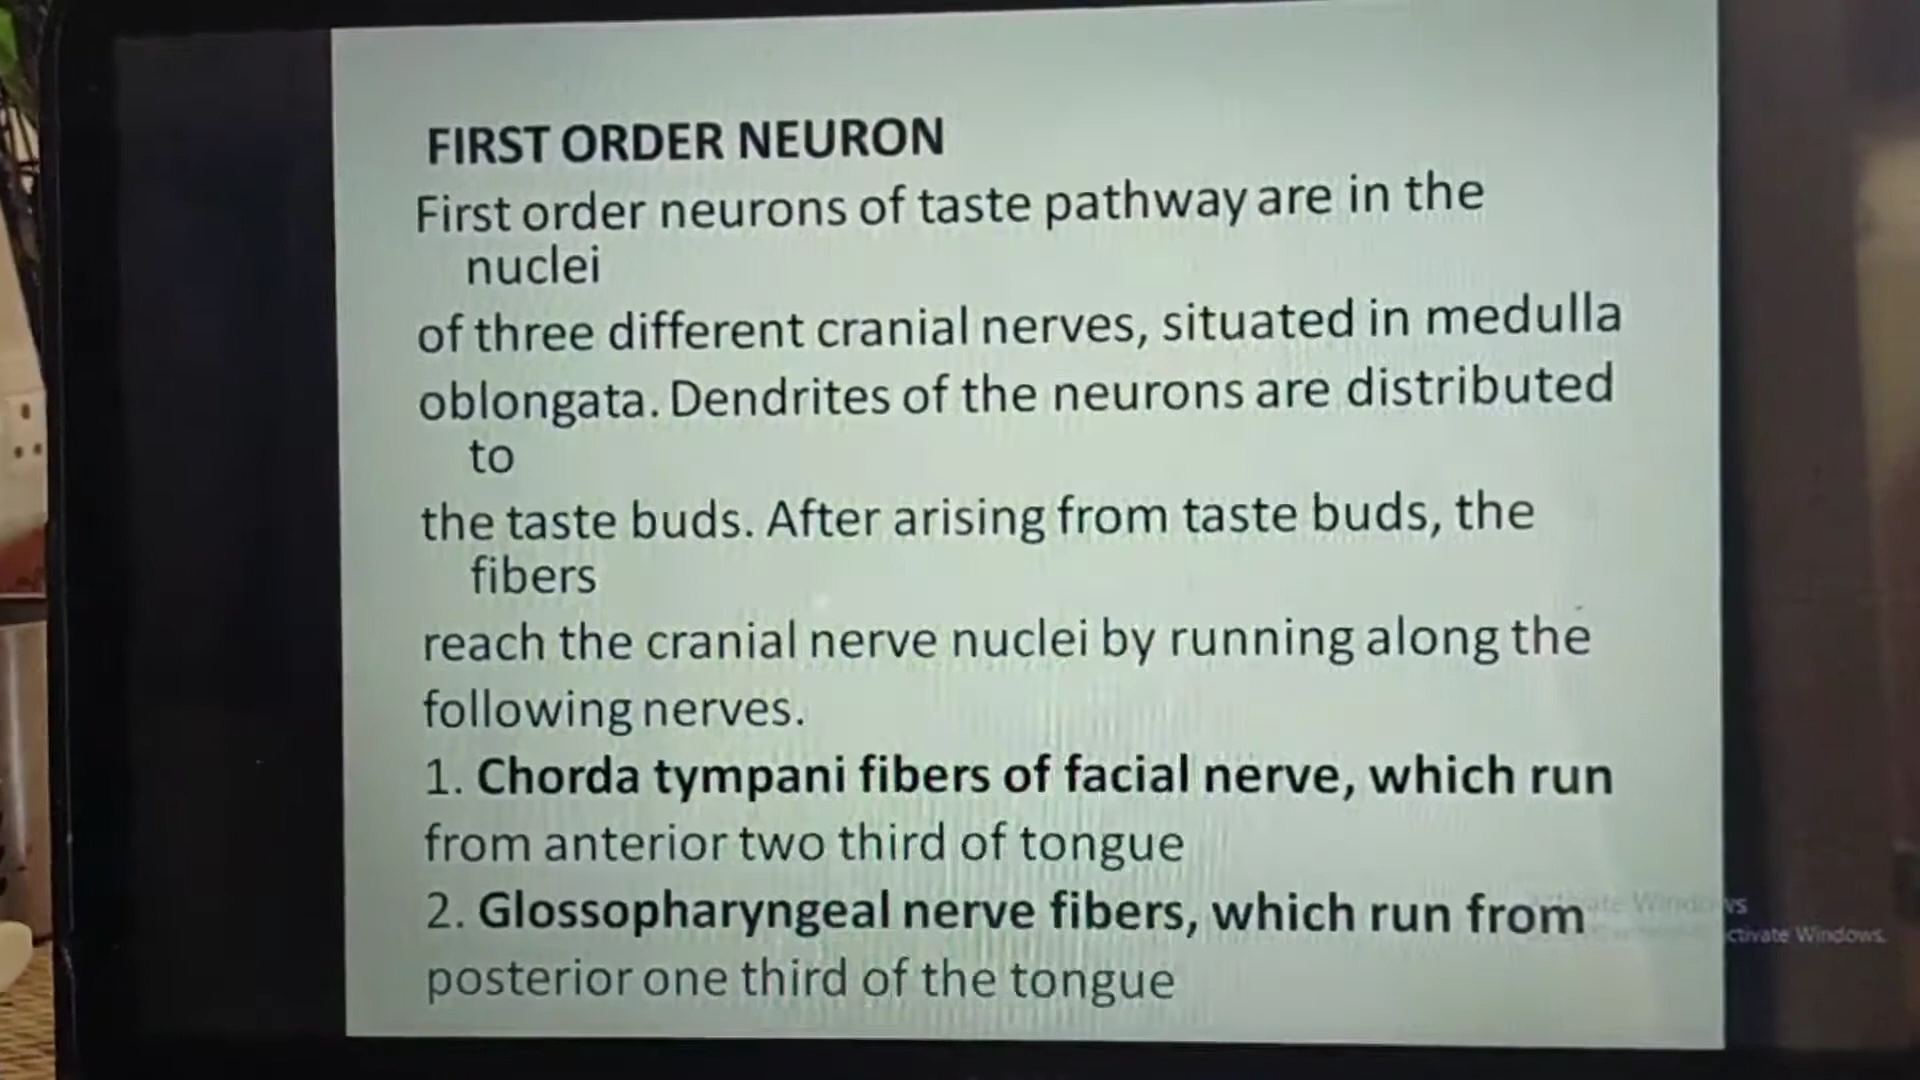 FIRST ORDER NEURON
First order neurons of taste pathway are in the
nuclei
of three different cranial nerves, situated in medulla
oblongata. Dendrites of the neurons are distributed
to
the taste buds. After arising from taste buds, the
fibers
reach the cranial nerve nuclei by running along the
following nerves.
1. Chorda tympani fibers of facial nerve, which run
from anterior two third of tongue
2. Glossopharyngeal nerve fibers, which run from
posterior one third of the tongue
Windows
ctivate Windows.